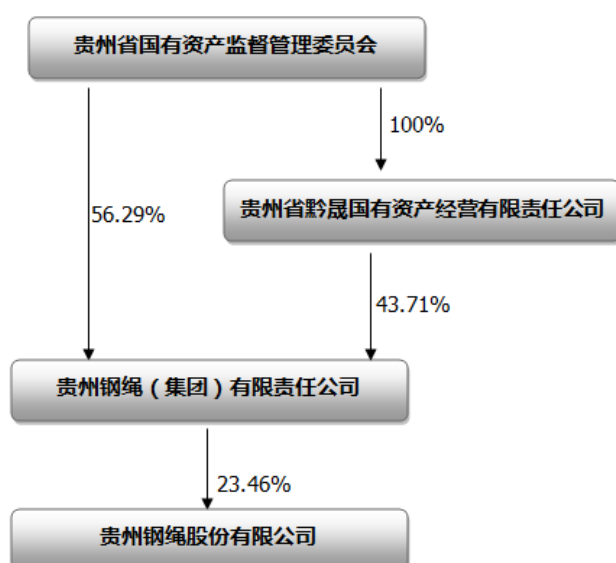 贵州省国有资产监督管理委员会
100%
贵州省黔晟国有资产经营有限责任公司
56.29%
43.71%
贵州钢绳（集团）有限责任公司
23.46%
贵州钢绳股份有限公司